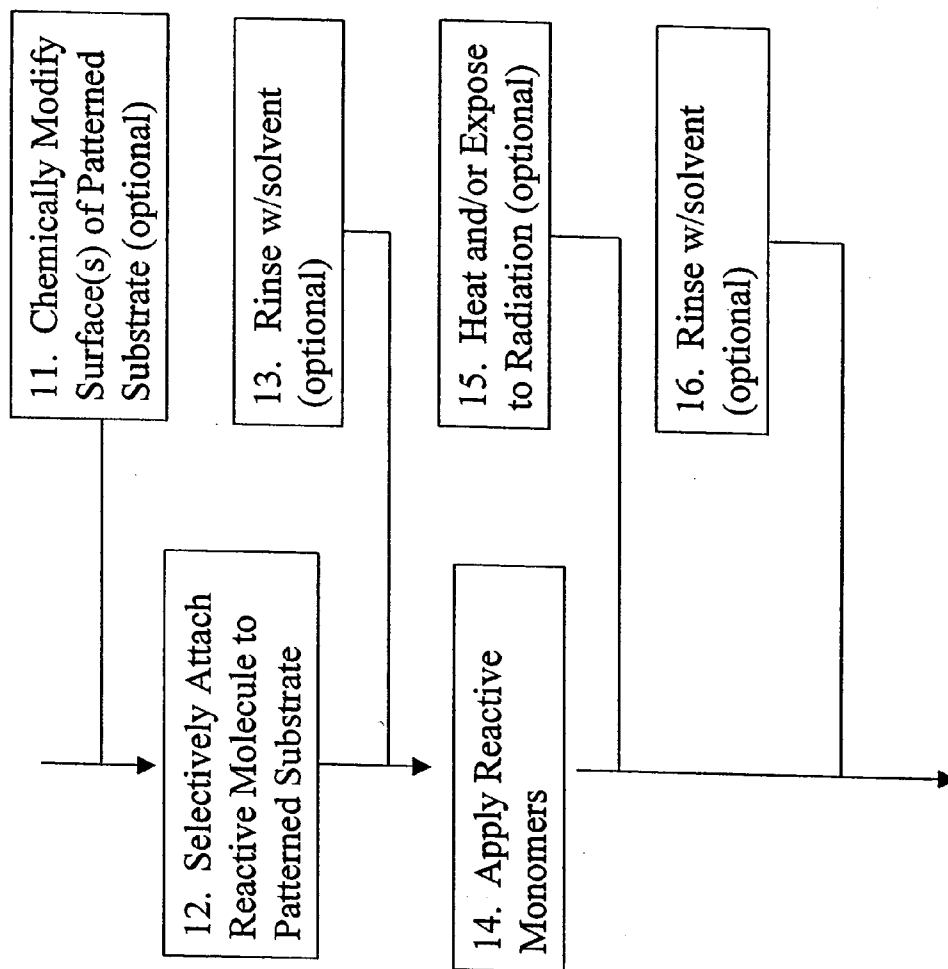 11. Chemically Modify
Surface(s) of Patterned
Substrate (optional)
12. Selectively Attach
Reactive Molecule to
Patterned Substrate
13. Rinse w/solvent
(optional)
14. Apply Reactive
Monomers
15. Heat and/or Expose
to Radiation (optional)
16. Rinse w/solvent
(optional)